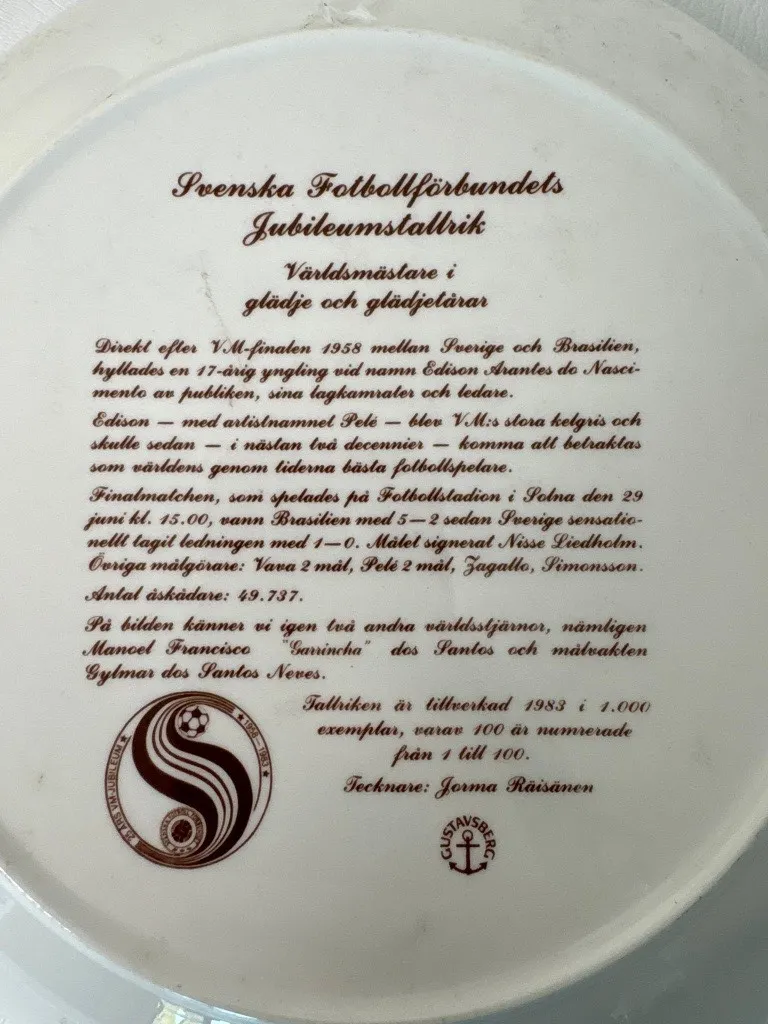 Svenska Fotbollförbundets
Jubileumstallrik
Världsmästare i
glädje och glädjetårar
Direkt efter VM-finalen 1958 mellan Sverige och Brasilien,
hyllades en 17-årig yngling vid namn Edison Arantes do Nasci-
mento av publiken, sina lagkamrater och ledare.
Edison — med artistnamnet Pelé — blev VM:s stora kelgris och
skulle sedan — i nästan två decennier — komma att betraktas
som världens genom tiderna bästa fotbollspelare.
Finalmatchen, som spelades på Fotbollstadion i Solna den 29
juni kl. 15.00, vann Brasilien med 5—2 sedan Sverige sensatio-
nellt tagit ledningen med 1—0. Målet signerat Nisse Liedholm.
Övriga målgörare: Vava 2 mål, Pelé 2 mål, Zagallo, Simonsson.
Antal åskådare: 49.737.
På bilden känner vi igen två andra världsstjärnor, nämligen
Manoel Francisco "Garrincha" dos Santos och målvakten
Gylmar dos Santos Neves.
Tallriken är tillverkad 1983 i 1.000
exemplar, varav 100 är numrerade
från 1 till 100.
Tecknare: Jorma Räisänen
25 ÅRS VM-JUBILEUM ★ 1958–1983 ★
GUSTAVSBERG